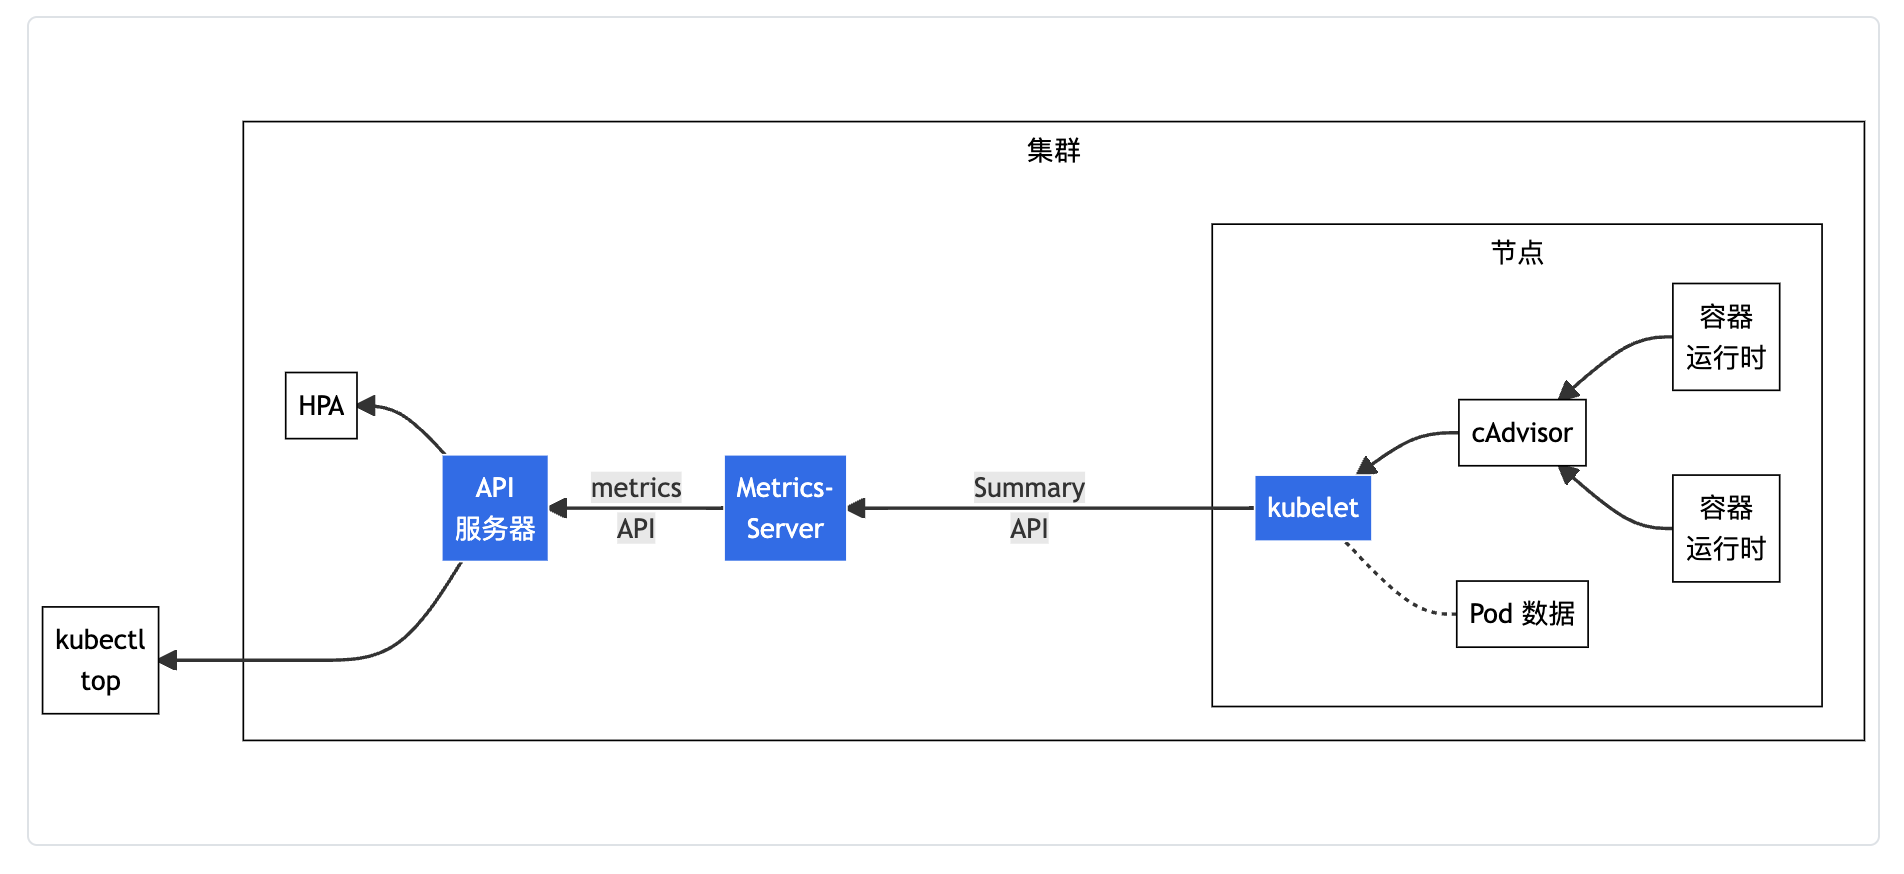 集群
节点
容器
运行时
HPA
cAdvisor
API
服务器
metrics
API
Metrics-
Server
Summary
API
kubelet
容器
运行时
Pod 数据
kubectl
top